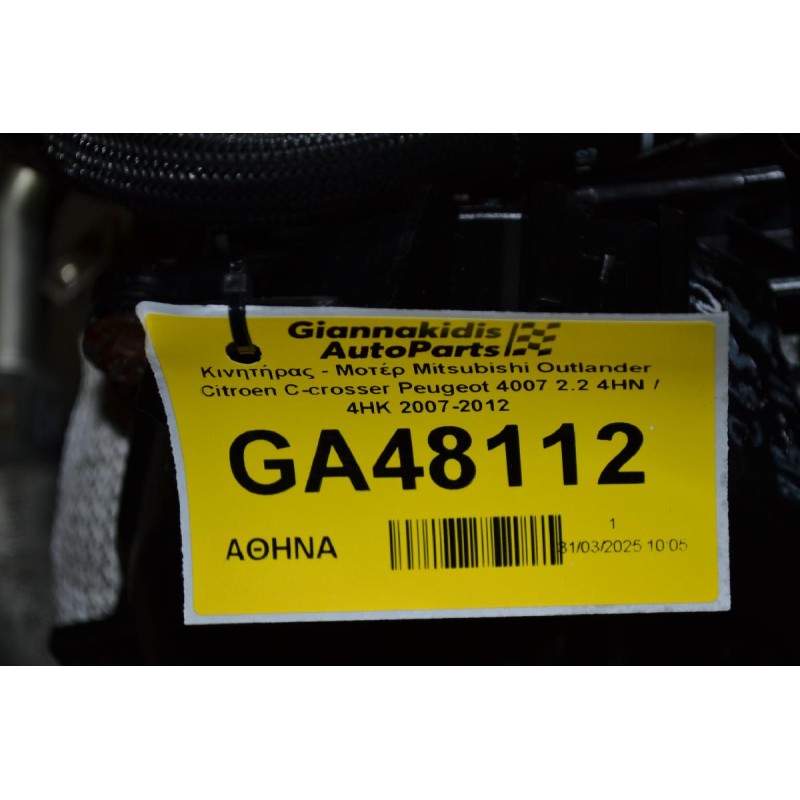 Giannakidis
AutoParts
Κινητήρας - Μοτέρ Mitsubishi Outlander
Citroen C-crosser Peugeot 4007 2.2 4HN /
4HK 2007-2012
GA48112
ΑΘΗΝΑ
1
31/03/2025 10:05